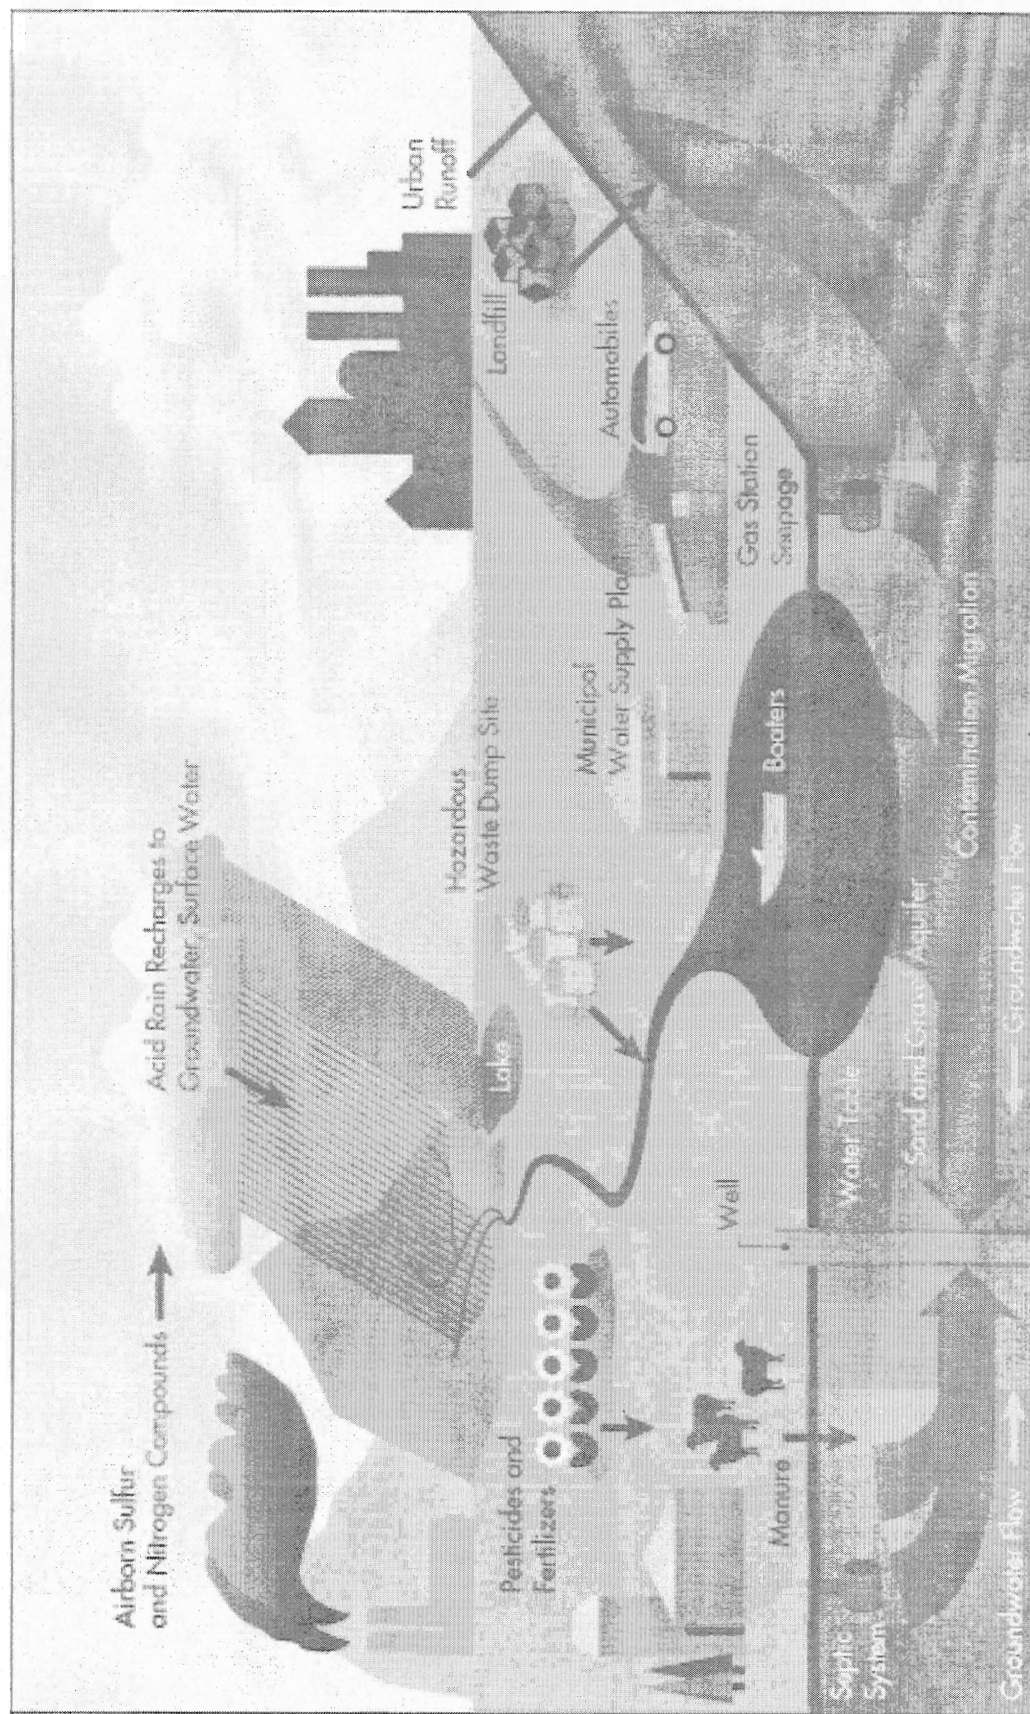 Airborn Sulfur
and Nitrogen Compounds
Acid Rain Recharges to
Groundwater, Surface Water
Urban
Runoff
Hazardous
Waste Dump Site
Lake
Landfill
Pesticides and
Fertilizers
Municipal
Water Supply Plant
Automobiles
Well
Boaters
Gas Station
Seepage
Manure
Septic
System
Water Table
Sand and Gravel Aquifer
Contamination Migration
Groundwater Flow
Groundwater Flow